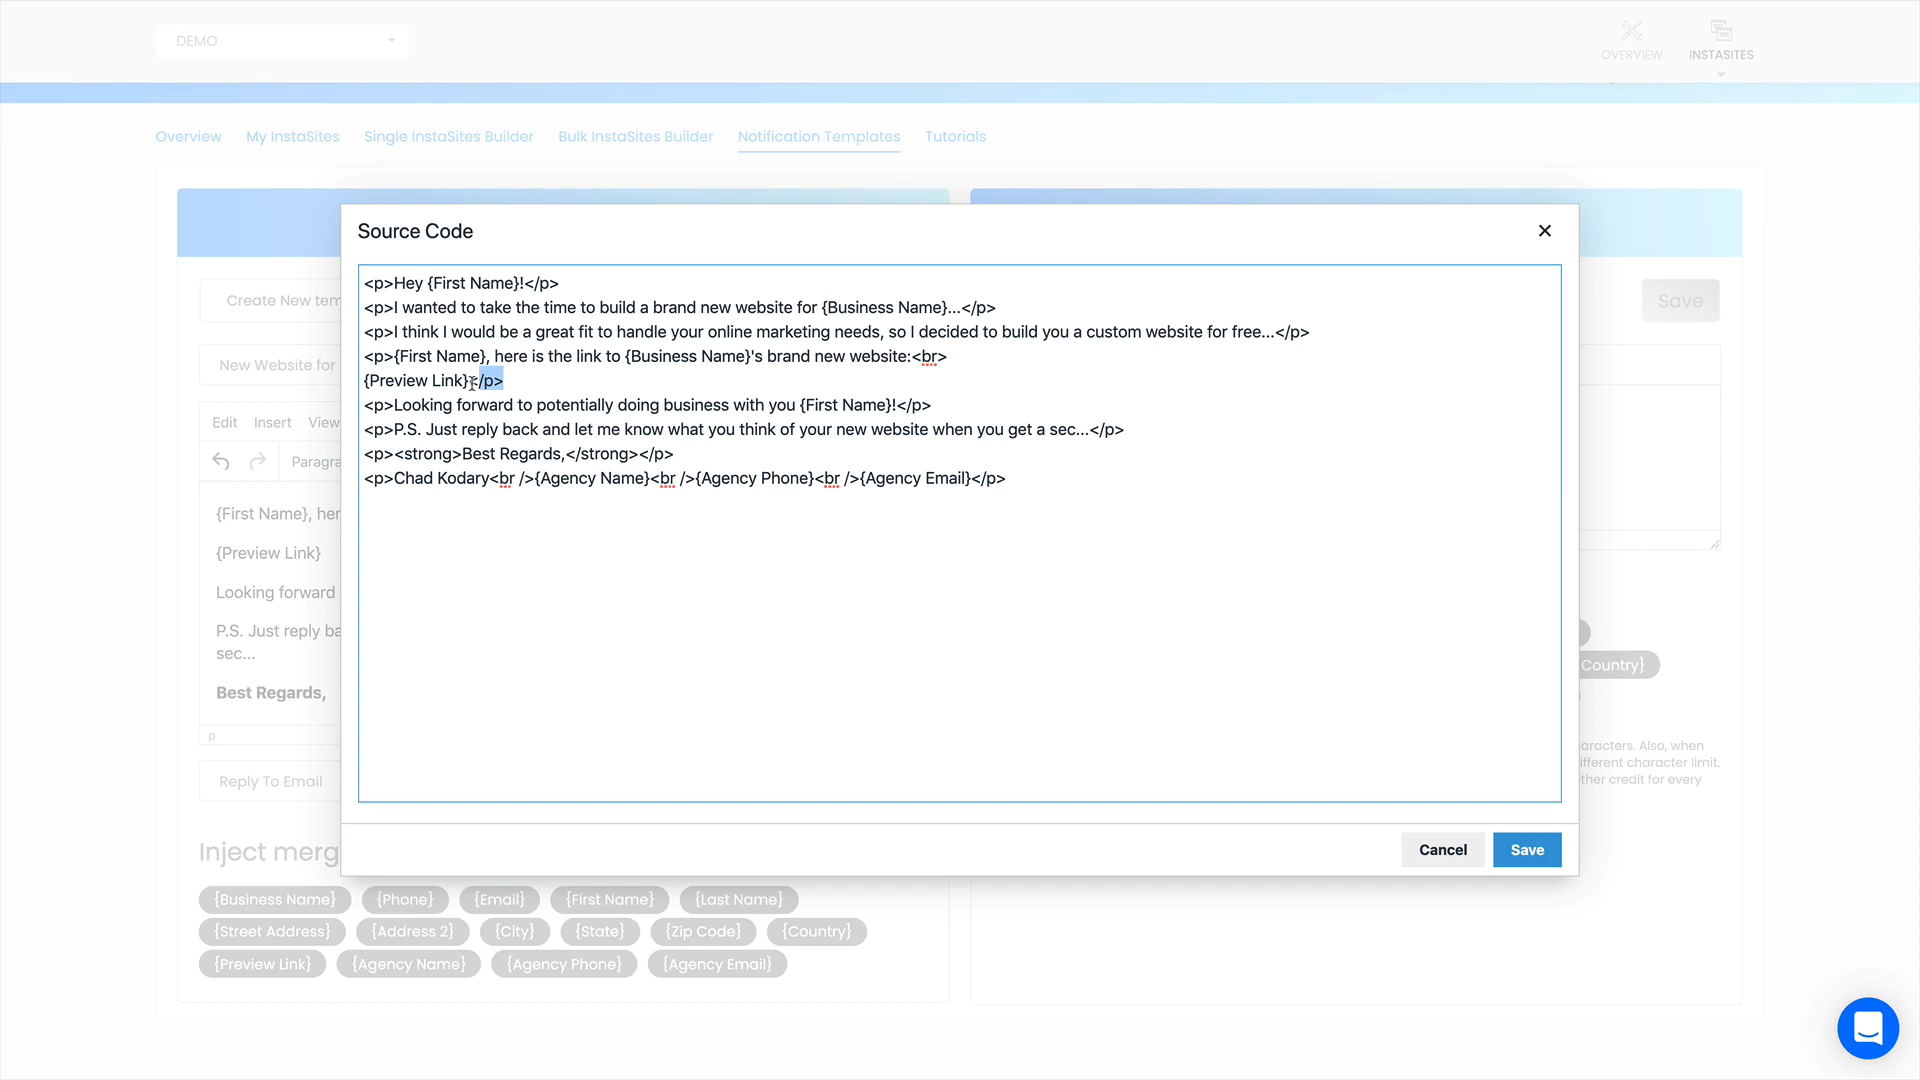 DEMO
OVERVIEW
INSTASITES
Overview
My InstaSites
Single InstaSites Builder
Bulk InstaSites Builder
Notification Templates
Tutorials
Source Code
<p>Hey {First Name}!</p>
<p>I wanted to take the time to build a brand new website for {Business Name}...</p>
<p>I think I would be a great fit to handle your online marketing needs, so I decided to build you a custom website for free...</p>
<p>{First Name}, here is the link to {Business Name}'s brand new website:<br>
{Preview Link}</p>
<p>Looking forward to potentially doing business with you {First Name}!</p>
<p>P.S. Just reply back and let me know what you think of your new website when you get a sec...</p>
<p><strong>Best Regards,</strong></p>
<p>Chad Kodary<br />{Agency Name}<br />{Agency Phone}<br />{Agency Email}</p>
Cancel
Save
Create New tem
New Website for
Edit Insert View
Paragra
{First Name}, her
{Preview Link}
Looking forward
P.S. Just reply ba
sec...
Best Regards,
p
Reply To Email
Inject merg
{Business Name} {Phone} {Email} {First Name} {Last Name}
{Street Address} {Address 2} {City} {State} {Zip Code} {Country}
{Preview Link} {Agency Name} {Agency Phone} {Agency Email}
Save
Country}
aracters. Also, when
ifferent character limit.
ther credit for every